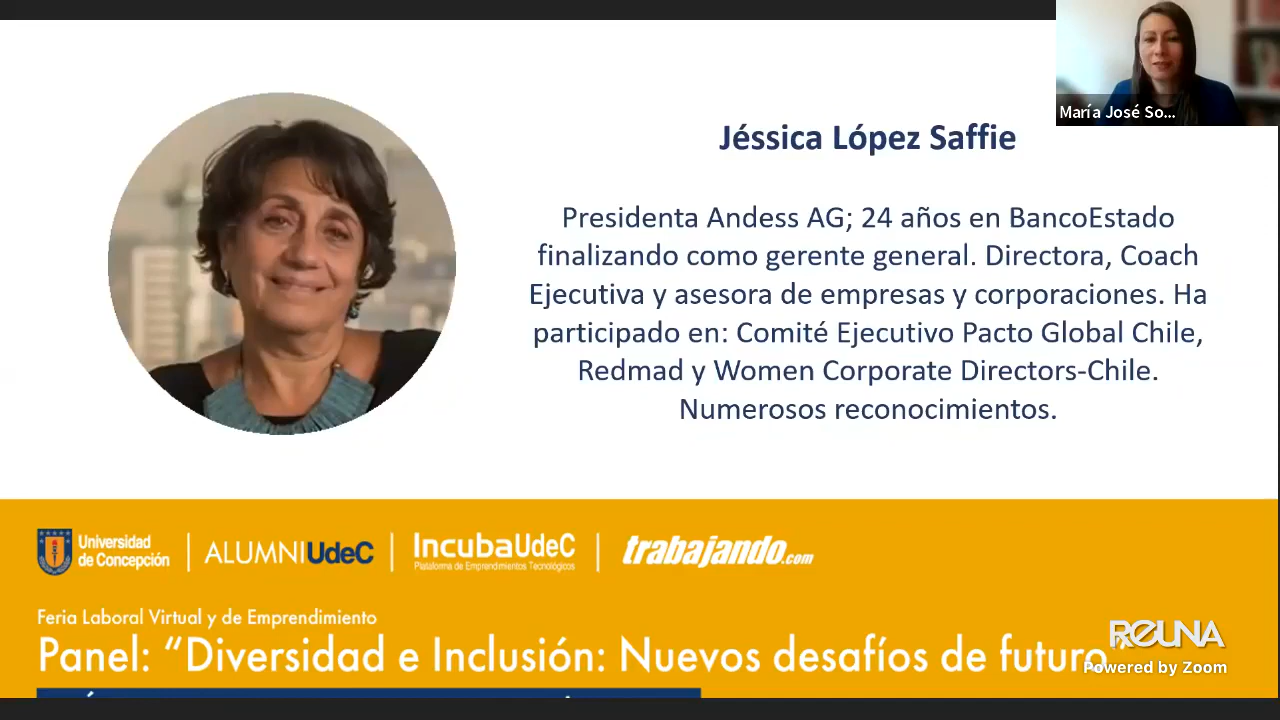 María José So...
Jéssica López Saffie
Presidenta Andess AG; 24 años en BancoEstado
finalizando como gerente general. Directora, Coach
Ejecutiva y asesora de empresas y corporaciones. Ha
participado en: Comité Ejecutivo Pacto Global Chile,
Redmad y Women Corporate Directors-Chile.
Numerosos reconocimientos.
Universidad
de Concepción
ALUMNI UdeC
IncubaUdeC
Plataforma de Emprendimientos Tecnológicos
trabajando.com
Feria Laboral Virtual y de Emprendimiento
Panel: “Diversidad e Inclusión: Nuevos desafíos de futuro
REUNA
Powered by Zoom